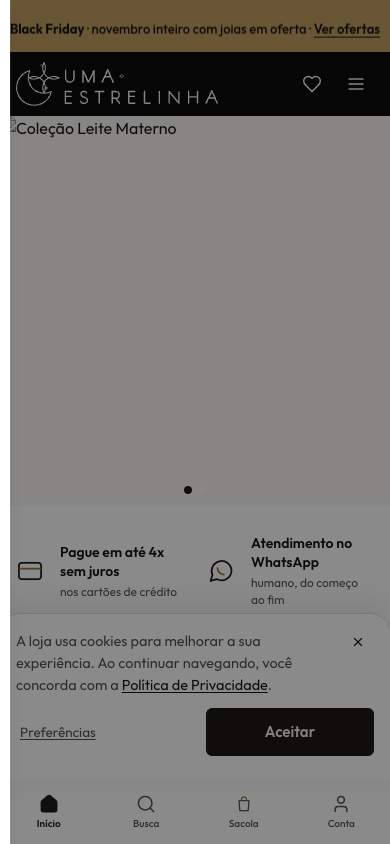 Black Friday · novembro inteiro com joias em oferta · Ver ofertas
UMA
ESTRELINHA
Coleção Leite Materno
Pague em até 4x
sem juros
nos cartões de crédito
Atendimento no
WhatsApp
humano, do começo
ao fim
A loja usa cookies para melhorar a sua
experiência. Ao continuar navegando, você
concorda com a Política de Privacidade.
Preferências
Aceitar
Início
Busca
Sacola
Conta